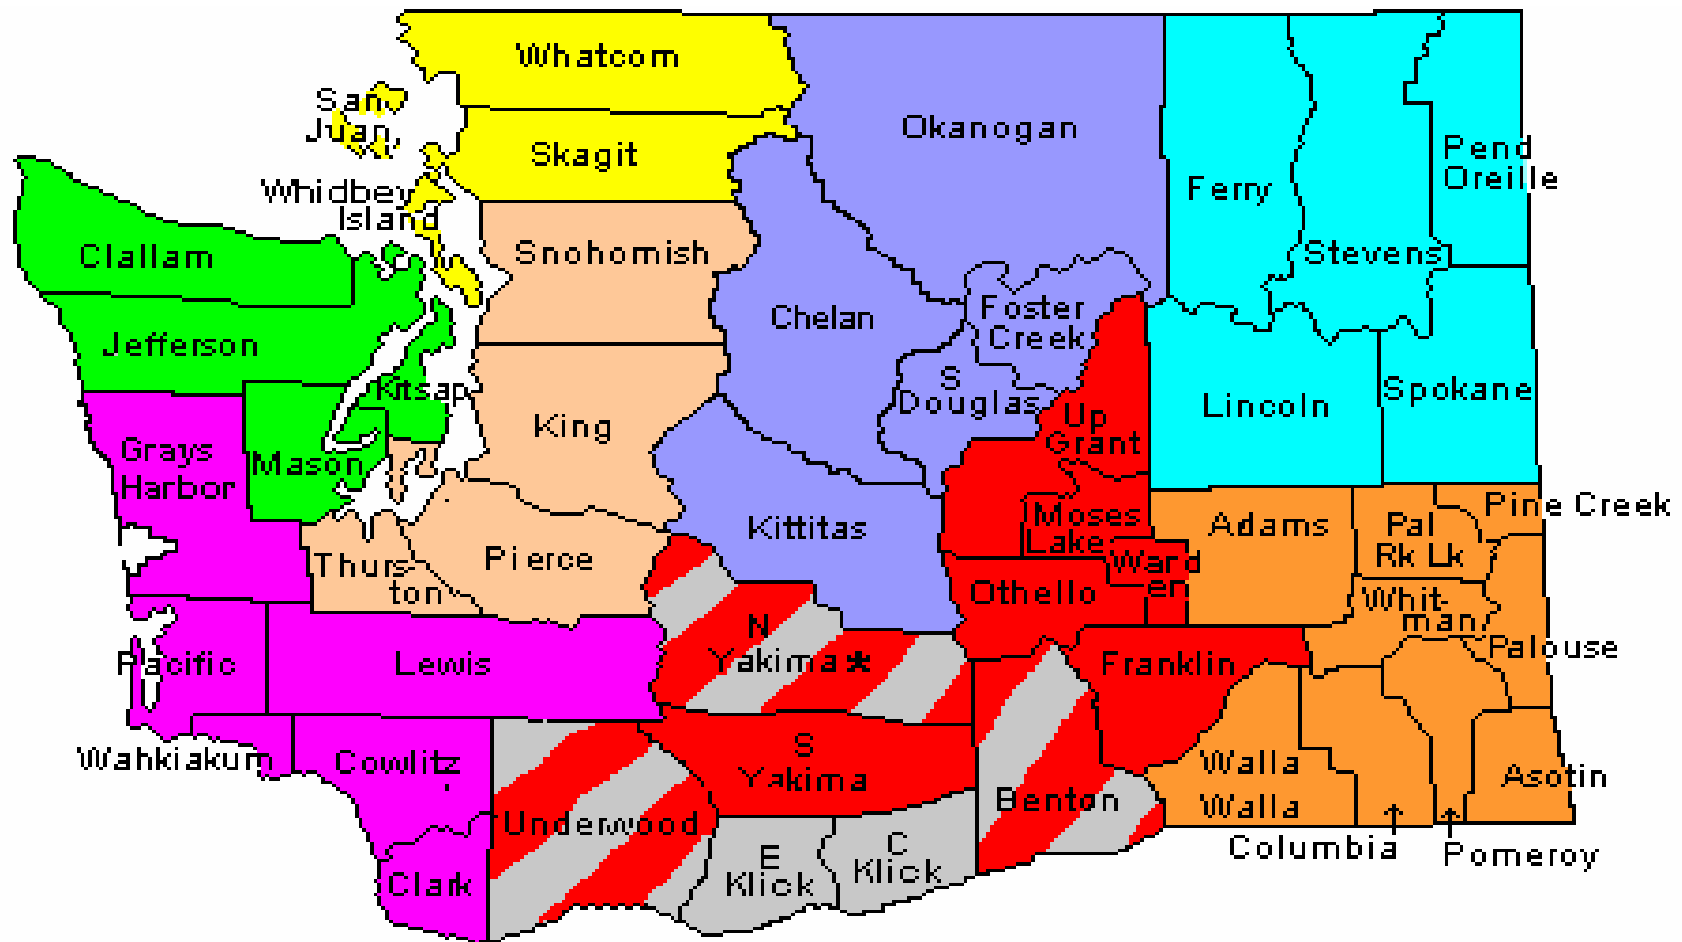 Whatcom
San
Juan
Skagit
Okanogan
Pend
Oreille
Whidbey
Island
Ferry
Clallam
Snohomish
Stevens
Jefferson
Chelan
Foster
Creek
Kitsap
S
Douglas
Lincoln
Spokane
King
Up
Grant
Grays
Harbor
Mason
Kittitas
Moses
Lake
Adams
Pal
Rk Lk
Pine Creek
Thurs-
ton
Pierce
Othello
Ward
en
Whit-
man
N
Yakima*
Pacific
Lewis
Franklin
Palouse
Wahkiakum
Cowlitz
S
Yakima
Benton
Walla
Walla
Asotin
Underwood
Clark
E
Klick
C
Klick
Columbia
Pomeroy